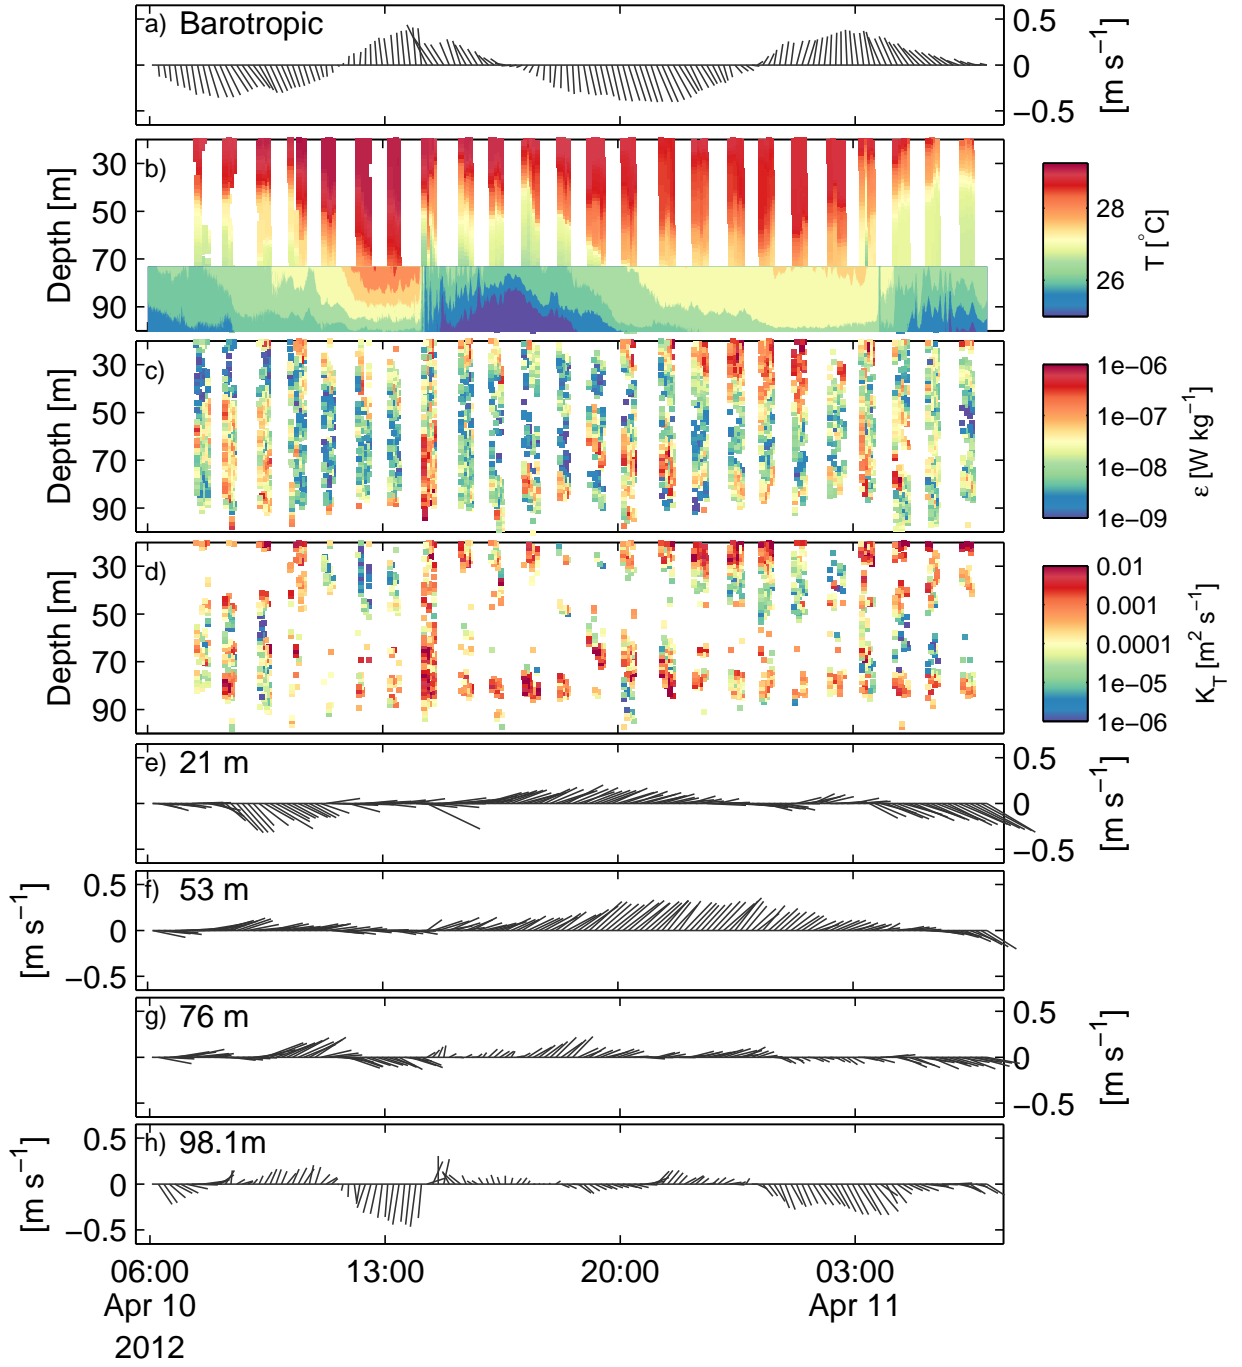 a) Barotropic
0.5
0
−0.5
[m s−1]
b)
30
50
70
90
Depth [m]
28
26
T [°C]
c)
30
50
70
90
Depth [m]
1e−06
1e−07
1e−08
1e−09
ε [W kg−1]
d)
30
50
70
90
Depth [m]
0.01
0.001
0.0001
1e−05
1e−06
KT [m2 s−1]
e) 21 m
0.5
0
−0.5
[m s−1]
f) 53 m
0.5
0
−0.5
[m s−1]
g) 76 m
0.5
0
−0.5
[m s−1]
h) 98.1m
0.5
0
−0.5
[m s−1]
06:00 13:00 20:00 03:00
Apr 10 Apr 11
2012